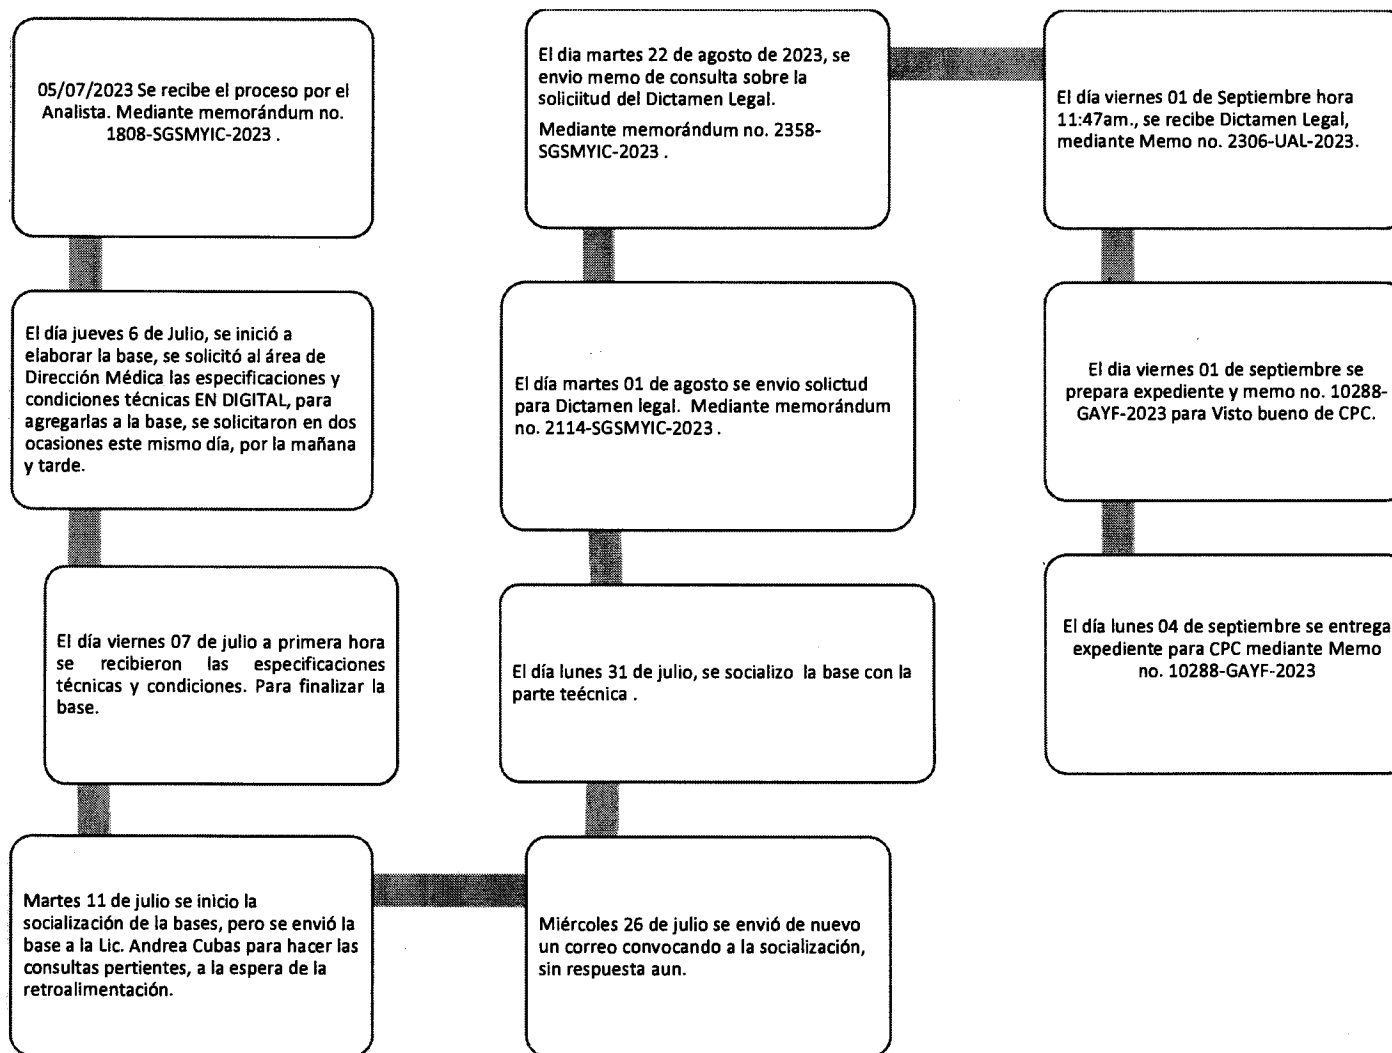 05/07/2023 Se recibe el proceso por el
Analista. Mediante memorándum no.
1808-SGSMYIC-2023 .
El día jueves 6 de Julio, se inició a
elaborar la base, se solicitó al área de
Dirección Médica las especificaciones y
condiciones técnicas EN DIGITAL, para
agregarlas a la base, se solicitaron en dos
ocasiones este mismo día, por la mañana
y tarde.
El día viernes 07 de julio a primera hora
se recibieron las especificaciones
técnicas y condiciones. Para finalizar la
base.
Martes 11 de julio se inicio la
socialización de la bases, pero se envió la
base a la Lic. Andrea Cubas para hacer las
consultas pertientes, a la espera de la
retroalimentación.
Miércoles 26 de julio se envió de nuevo
un correo convocando a la socialización,
sin respuesta aun.
El día lunes 31 de julio, se socializo la base con la
parte teécnica .
El día martes 01 de agosto se envio solictud
para Dictamen legal. Mediante memorándum
no. 2114-SGSMYIC-2023 .
El dia martes 22 de agosto de 2023, se
envio memo de consulta sobre la
soliciitud del Dictamen Legal.
Mediante memorándum no. 2358-
SGSMYIC-2023 .
El día viernes 01 de Septiembre hora
11:47am., se recibe Dictamen Legal,
mediante Memo no. 2306-UAL-2023.
El dia viernes 01 de septiembre se
prepara expediente y memo no. 10288-
GAYF-2023 para Visto bueno de CPC.
El día lunes 04 de septiembre se entrega
expediente para CPC mediante Memo
no. 10288-GAYF-2023